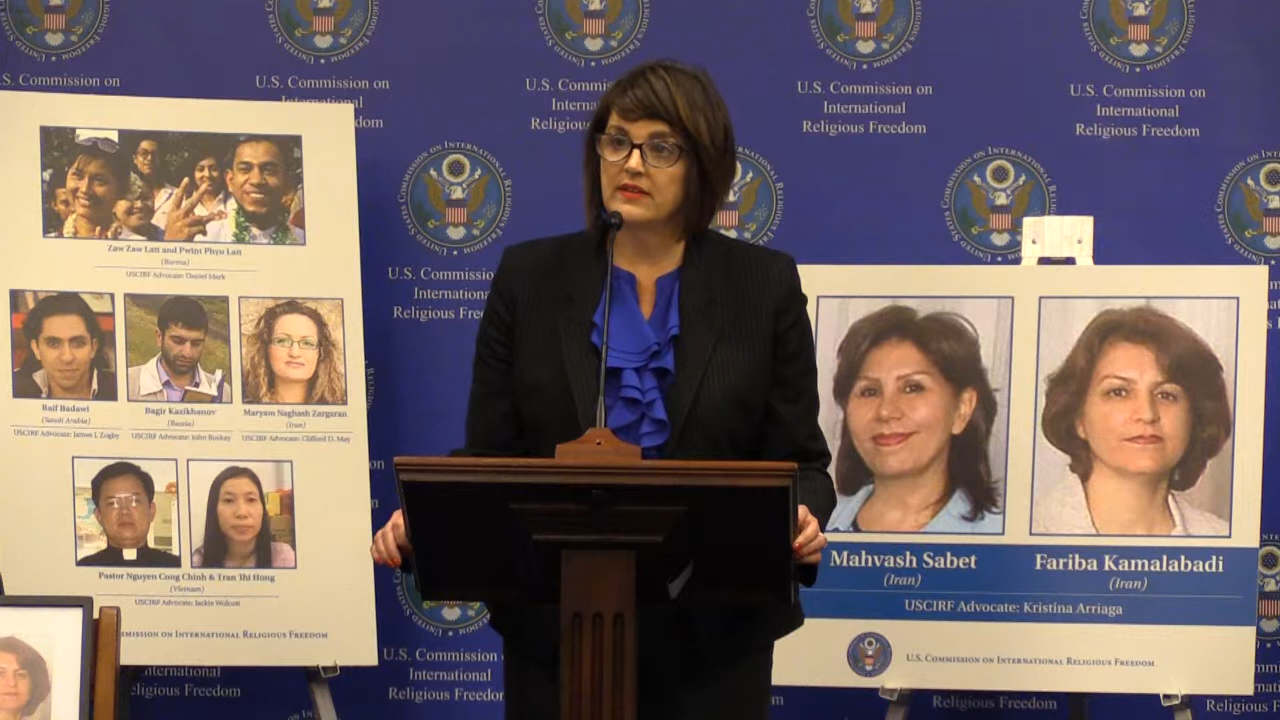 U.S. Commission on
U.S. Commission on
International
U.S. Commission on
International
Religious Freedom
U.S. Commission on
International
Religious Freedom
Zaw Zaw Latt and Pwint Phyu Latt
(Burma)
USCIRF Advocate: Daniel Mark
Raif Badawi
(Saudi Arabia)
USCIRF Advocate: James J. Zogby
Bagir Kazikhanov
(Russia)
USCIRF Advocate: John Ruskay
Maryam Naghash Zargaran
(Iran)
USCIRF Advocate: Clifford D. May
Pastor Nguyen Cong Chinh & Tran Thi Hong
(Vietnam)
USCIRF Advocate: Jackie Wolcott
Commission on International Religious Freedom
International
Religious Freedom
U.S. Commission
International
Religious
Mahvash Sabet
(Iran)
Fariba Kamalabadi
(Iran)
USCIRF Advocate: Kristina Arriaga
U.S. Commission on International Religious Freedom
Religious Freedom